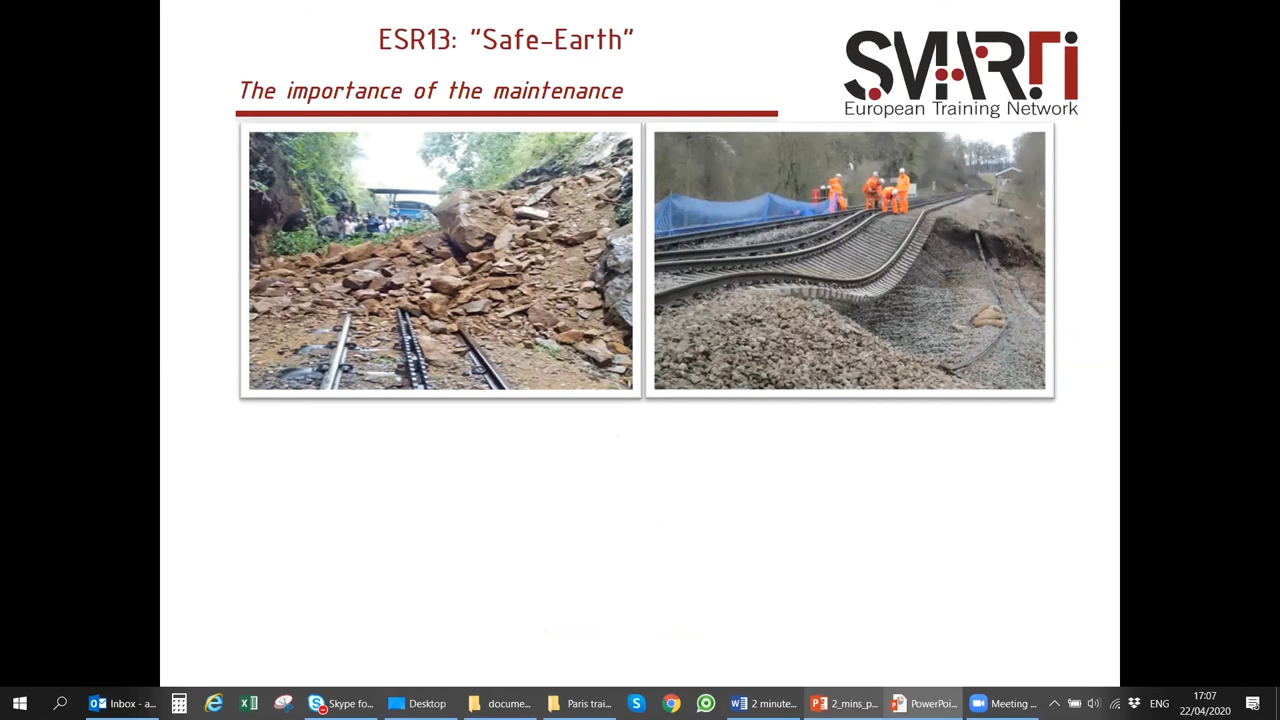 ESR13: "Safe-Earth"
The importance of the maintenance
SMARTi
European Training Network
Inbox - a...
Skype fo...
Desktop
docume...
Paris trai...
2 minute...
2_mins_p...
PowerPoi...
Meeting ...
ENG
17:07
22/04/2020